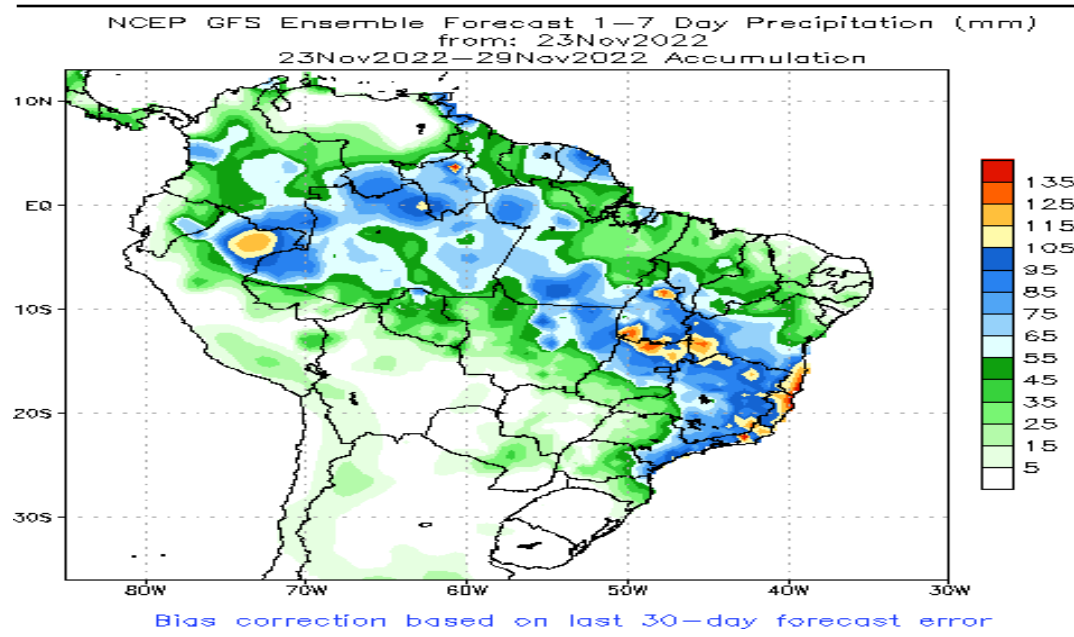 NCEP GFS Ensemble Forecast 1−7 Day Precipitation (mm)
from: 23Nov2022
23Nov2022−29Nov2022 Accumulation
10N
EQ
10S
20S
30S
80W 70W 60W 50W 40W 30W
135
125
115
105
95
85
75
65
55
45
35
25
15
5
Bias correction based on last 30−day forecast error